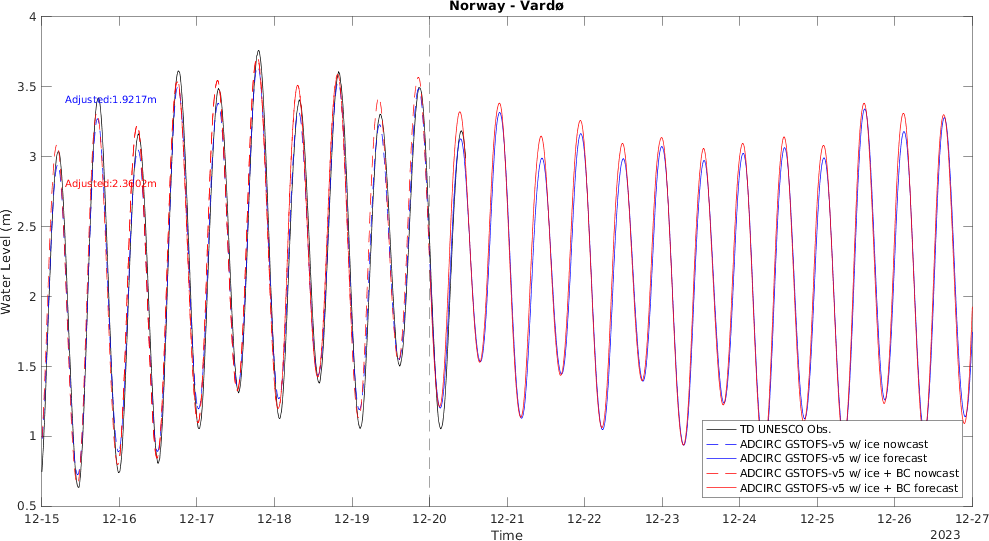 Norway - Vardø
Water Level (m)
4
3.5
3
2.5
2
1.5
1
0.5
Adjusted:1.9217m
Adjusted:2.3602m
TD UNESCO Obs.
ADCIRC GSTOFS-v5 w/ ice nowcast
ADCIRC GSTOFS-v5 w/ ice forecast
ADCIRC GSTOFS-v5 w/ ice + BC nowcast
ADCIRC GSTOFS-v5 w/ ice + BC forecast
12-15 12-16 12-17 12-18 12-19 12-20 12-21 12-22 12-23 12-24 12-25 12-26 12-27
Time
2023